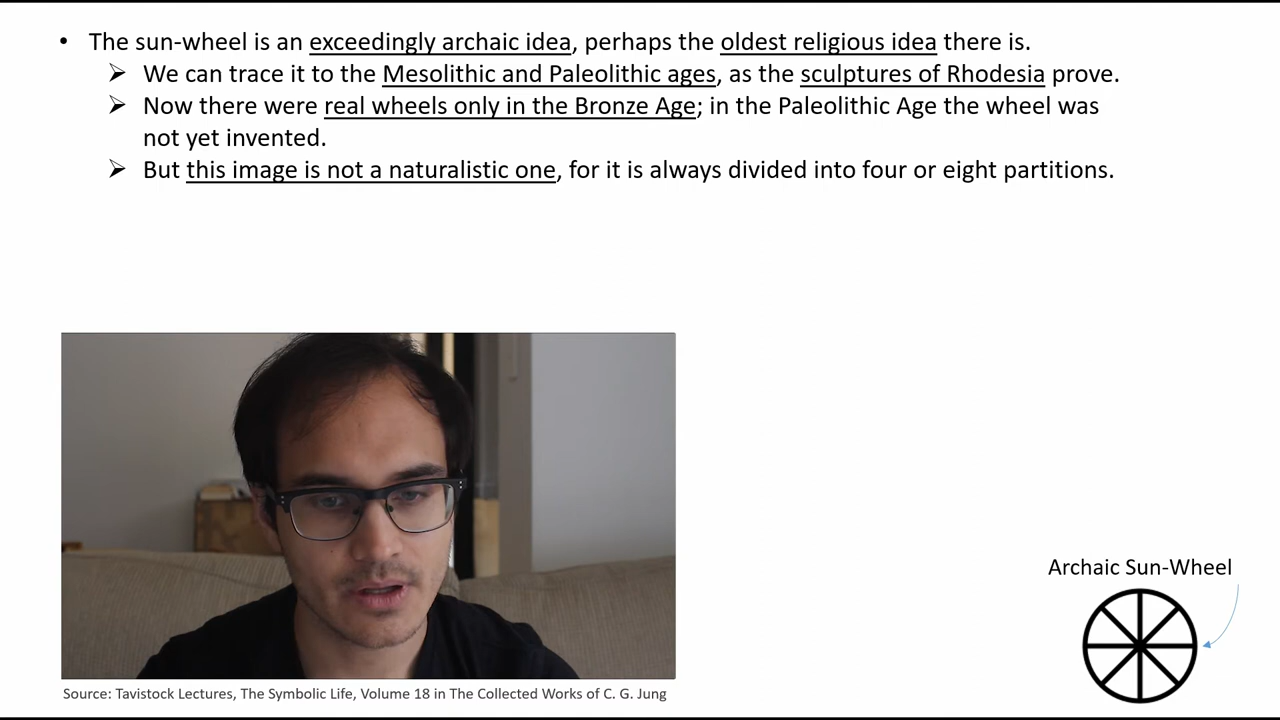 • The sun-wheel is an exceedingly archaic idea, perhaps the oldest religious idea there is.
➢ We can trace it to the Mesolithic and Paleolithic ages, as the sculptures of Rhodesia prove.
➢ Now there were real wheels only in the Bronze Age; in the Paleolithic Age the wheel was
not yet invented.
➢ But this image is not a naturalistic one, for it is always divided into four or eight partitions.
Archaic Sun-Wheel
Source: Tavistock Lectures, The Symbolic Life, Volume 18 in The Collected Works of C. G. Jung